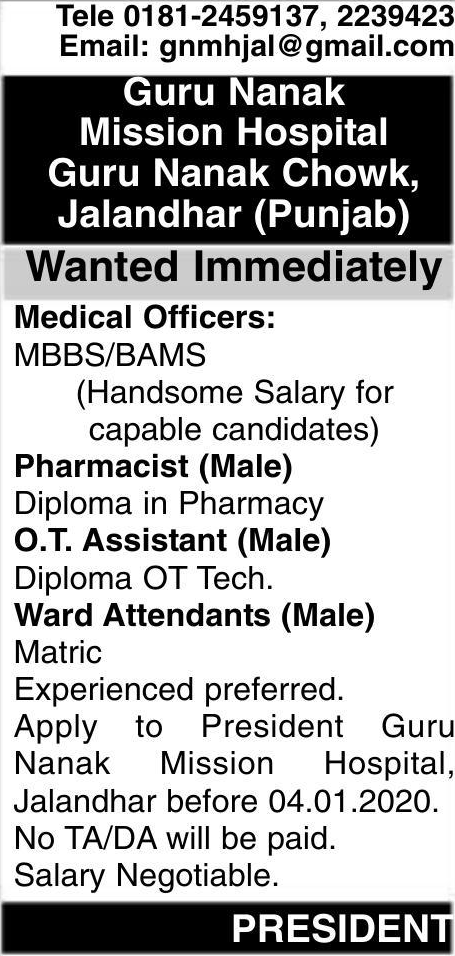 Tele 0181-2459137, 2239423
Email: gnmhjal@gmail.com
Guru Nanak
Mission Hospital
Guru Nanak Chowk,
Jalandhar (Punjab)
Wanted Immediately
Medical Officers:
MBBS/BAMS
(Handsome Salary for
capable candidates)
Pharmacist (Male)
Diploma in Pharmacy
O.T. Assistant (Male)
Diploma OT Tech.
Ward Attendants (Male)
Matric
Experienced preferred.
Apply to President Guru
Nanak Mission Hospital,
Jalandhar before 04.01.2020.
No TA/DA will be paid.
Salary Negotiable.
PRESIDENT